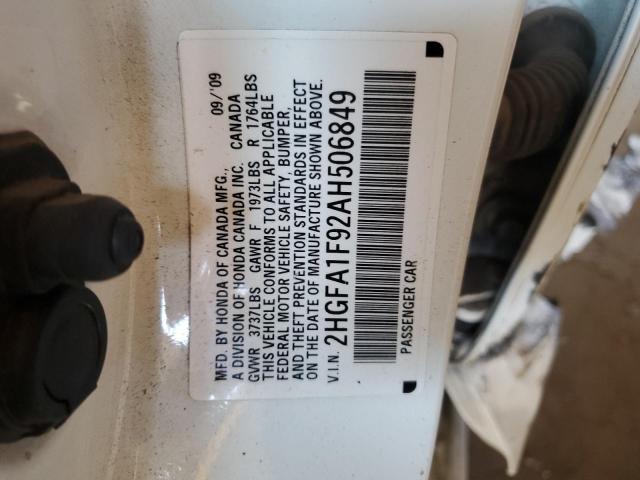 MFD. BY HONDA OF CANADA MFG., 09/'09
A DIVISION OF HONDA CANADA INC. CANADA
GVWR 3737LBS GAWR F 1973LBS R 1764LBS
THIS VEHICLE CONFORMS TO ALL APPLICABLE
FEDERAL MOTOR VEHICLE SAFETY, BUMPER,
AND THEFT PREVENTION STANDARDS IN EFFECT
ON THE DATE OF MANUFACTURE SHOWN ABOVE.
V.I.N. 2HGFA1F92AH506849
PASSENGER CAR